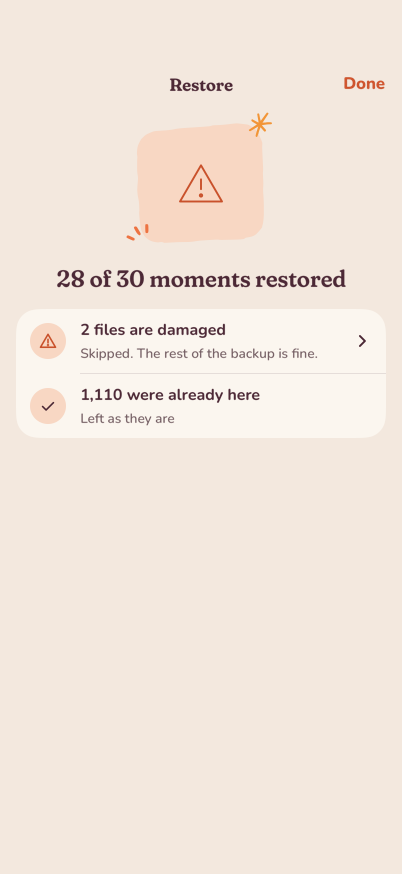 Restore
Done
28 of 30 moments restored
2 files are damaged
Skipped. The rest of the backup is fine.
1,110 were already here
Left as they are